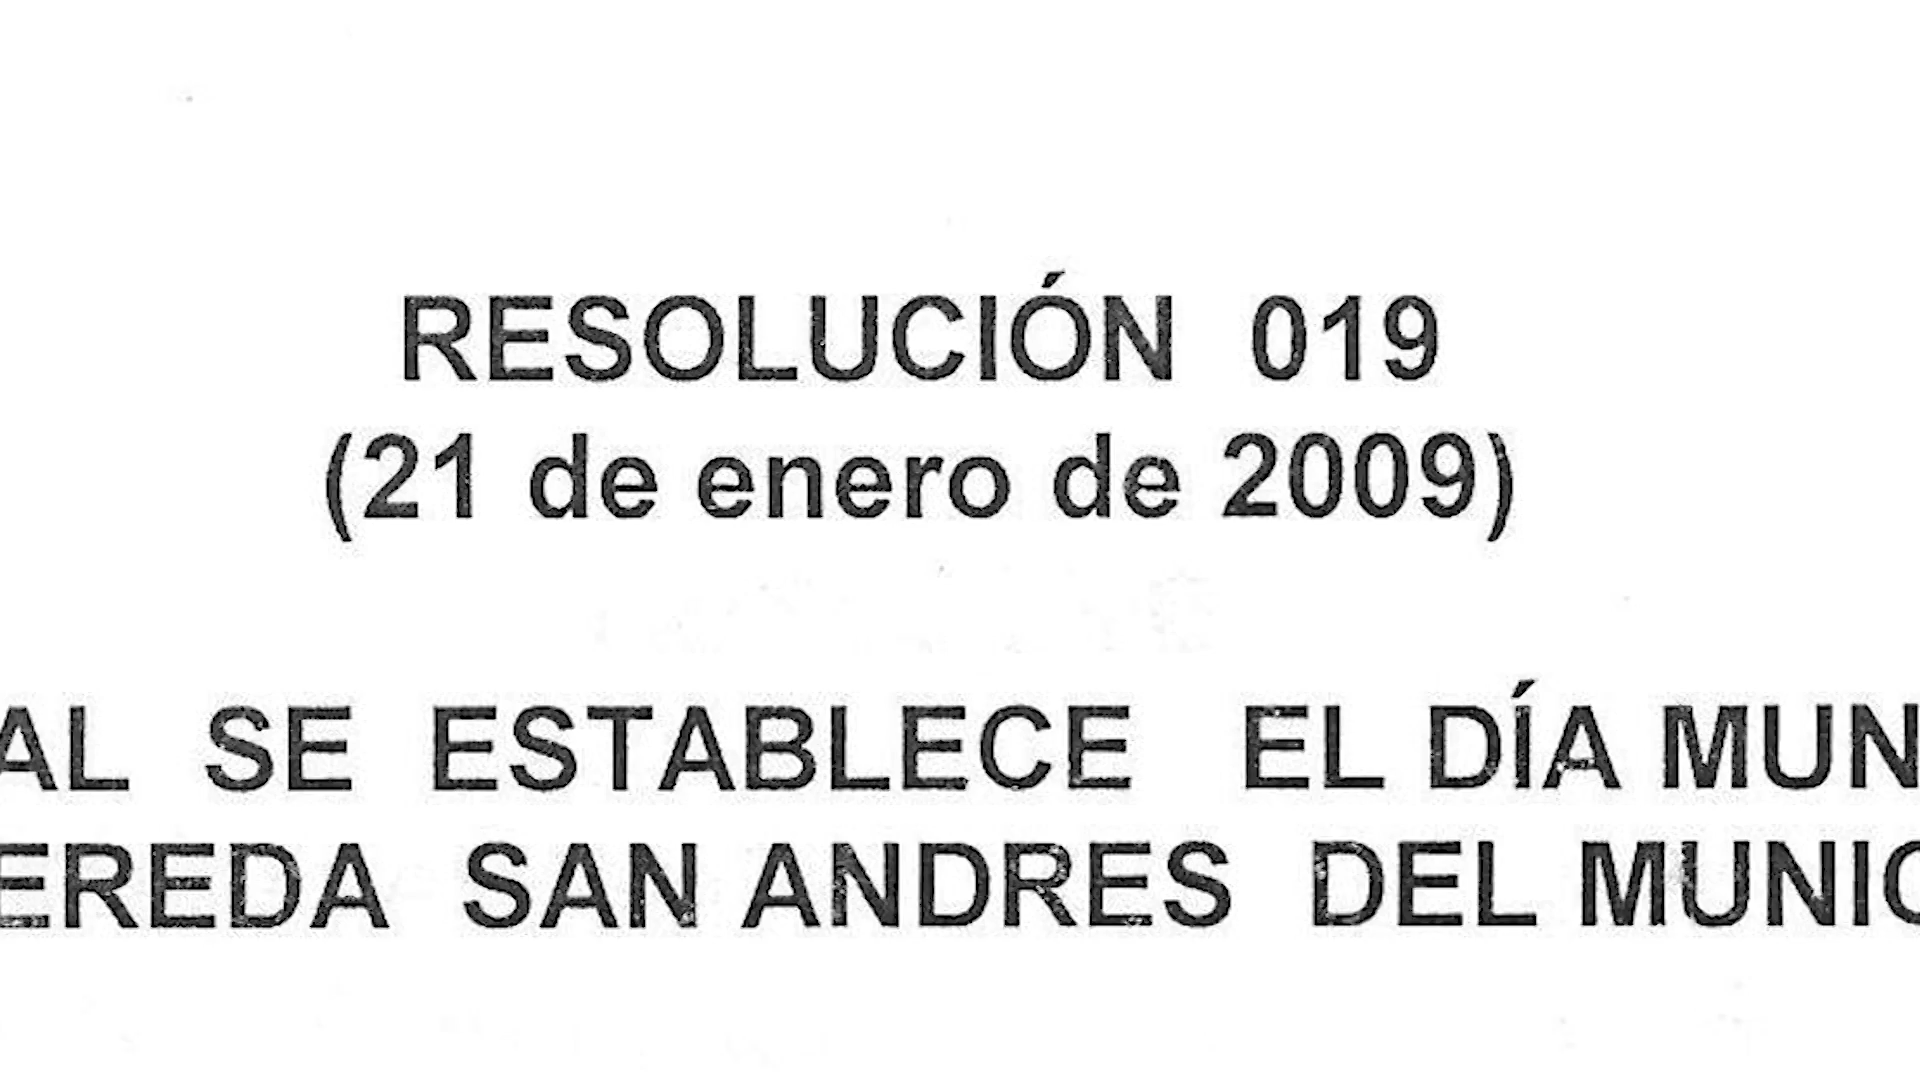 RESOLUCIÓN 019
(21 de enero de 2009)
AL SE ESTABLECE EL DÍA MUN
EREDA SAN ANDRES DEL MUNIC